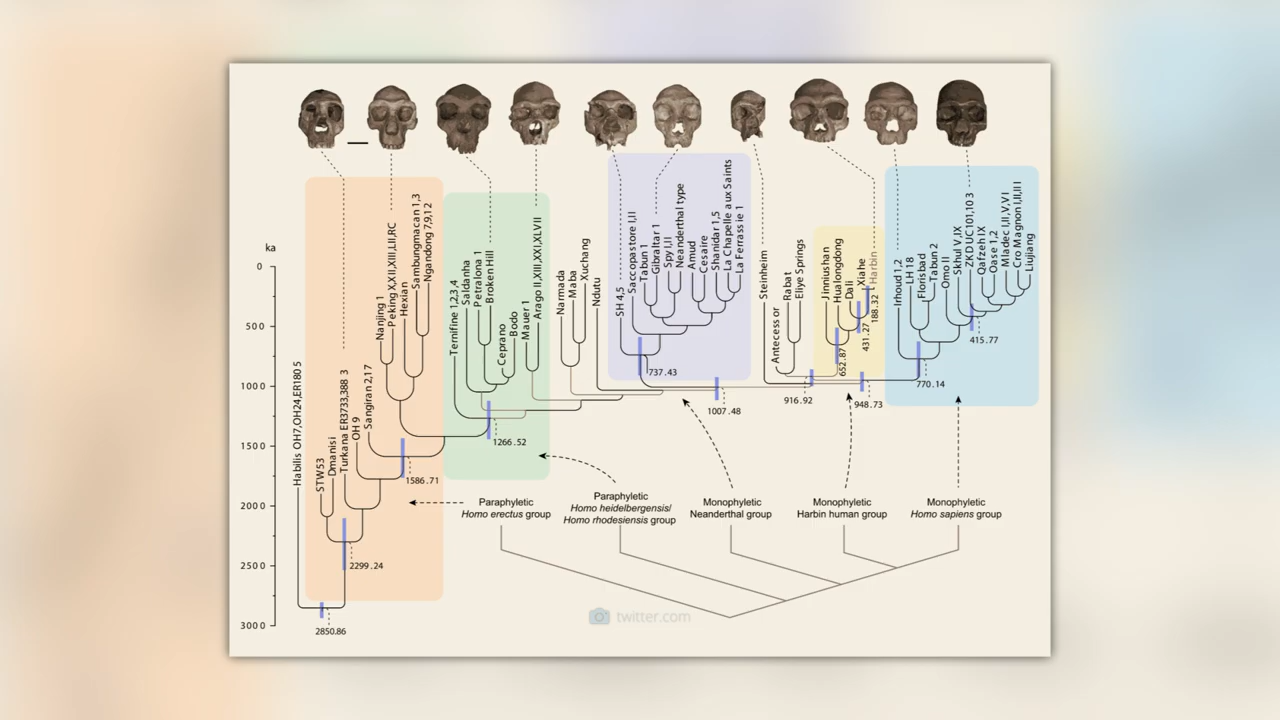 ka
0
500
1000
1500
2000
2500
3000
Habilis OH7,OH24,ER1805
STW53
Dmanisi
Turkana ER3733,3883
OH 9
Sangiran 2,17
Nanjing 1
Peking X,XII,XIII,LII,RC
Hexian
Sambungmacan 1,3
Ngandong 7,9,12
Ternifine 1,2,3,4
Saldanha
Petralona 1
Broken Hill
Ceprano
Bodo
Mauer 1
Arago II,XIII,XXI,XLVII
Narmada
Maba
Xuchang
Ndutu
SH 4,5
Saccopastore I,II
Tabun 1
Gibraltar 1
Spy I,II
Neanderthal type
Amud
Cesaire
Shanidar 1,5
La Chapelle aux Saints
La Ferrassie 1
Steinheim
Antecessor
Rabat
Eliye Springs
Jinniushan
Hualongdong
Dali
Xiahe
Harbin
Irhoud 1,2
LH 18
Florisbad
Tabun 2
Omo II
Skhul V,IX
ZKD UC101,103
Qafzeh IX
Oase 1,2
Mladec I,II,V,VI
Cro Magnon I,II,III
Liujiang
188.32
431.27
652.87
415.77
737.43
770.14
916.92
948.73
1007.48
1266.52
1586.71
2299.24
2850.86
Paraphyletic
Homo erectus group
Paraphyletic
Homo heidelbergensis/
Homo rhodesiensis group
Monophyletic
Neanderthal group
Monophyletic
Harbin human group
Monophyletic
Homo sapiens group
twitter.com